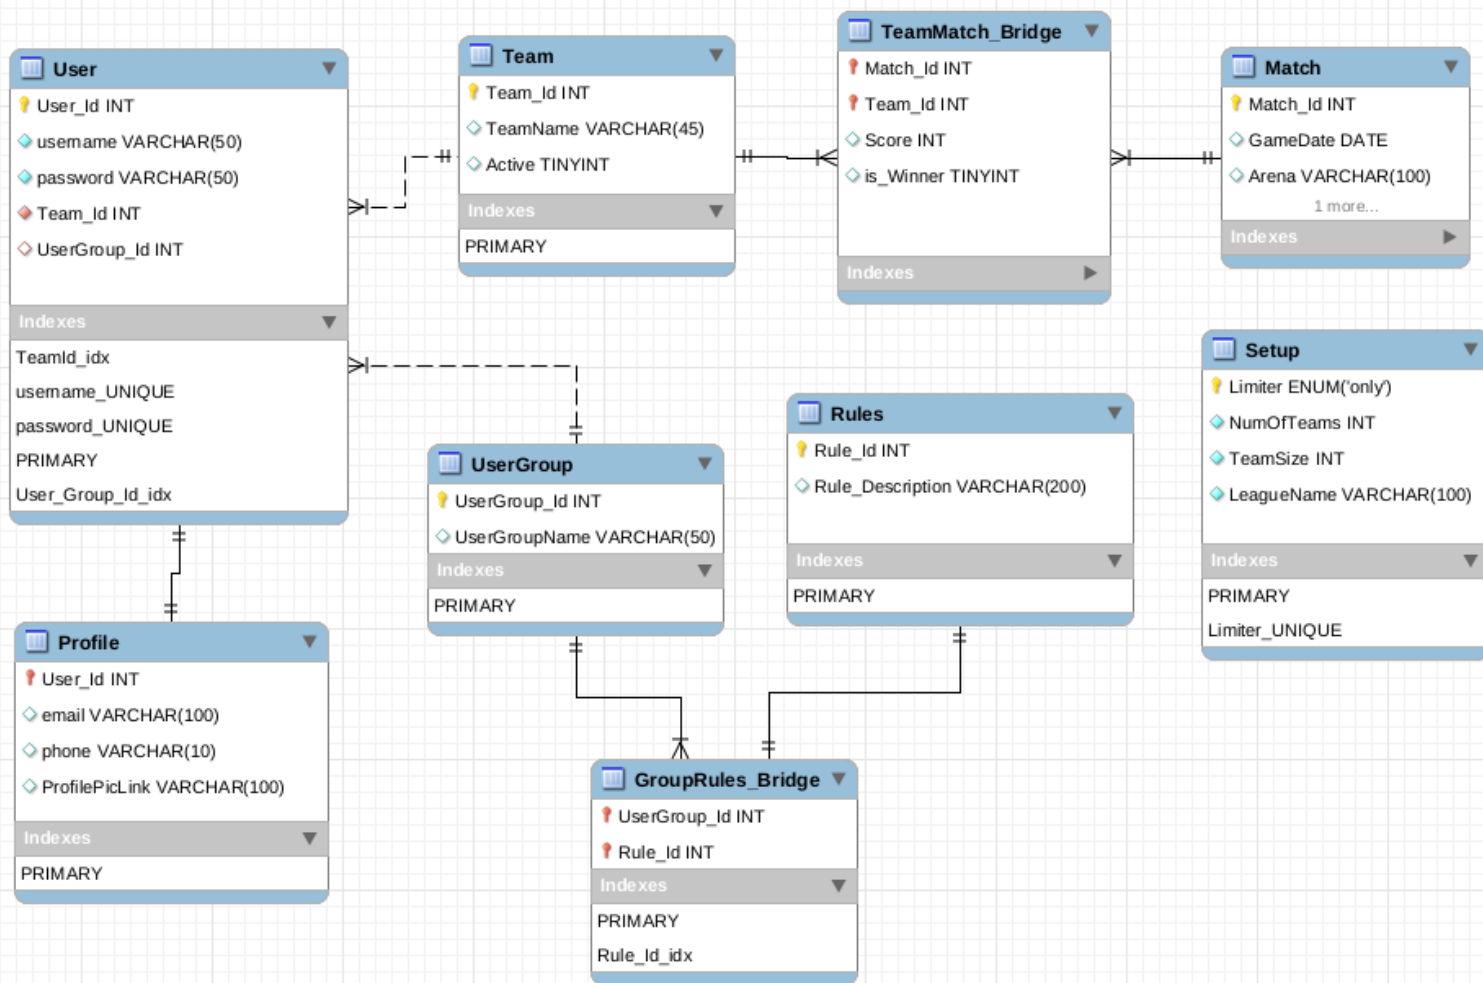 User
User_Id INT
username VARCHAR(50)
password VARCHAR(50)
Team_Id INT
UserGroup_Id INT
Indexes
TeamId_idx
username_UNIQUE
password_UNIQUE
PRIMARY
User_Group_Id_idx
Team
Team_Id INT
TeamName VARCHAR(45)
Active TINYINT
Indexes
PRIMARY
TeamMatch_Bridge
Match_Id INT
Team_Id INT
Score INT
is_Winner TINYINT
Indexes
Match
Match_Id INT
GameDate DATE
Arena VARCHAR(100)
1 more...
Indexes
Setup
Limiter ENUM('only')
NumOfTeams INT
TeamSize INT
LeagueName VARCHAR(100)
Indexes
PRIMARY
Limiter_UNIQUE
Rules
Rule_Id INT
Rule_Description VARCHAR(200)
Indexes
PRIMARY
UserGroup
UserGroup_Id INT
UserGroupName VARCHAR(50)
Indexes
PRIMARY
Profile
User_Id INT
email VARCHAR(100)
phone VARCHAR(10)
ProfilePicLink VARCHAR(100)
Indexes
PRIMARY
GroupRules_Bridge
UserGroup_Id INT
Rule_Id INT
Indexes
PRIMARY
Rule_Id_idx